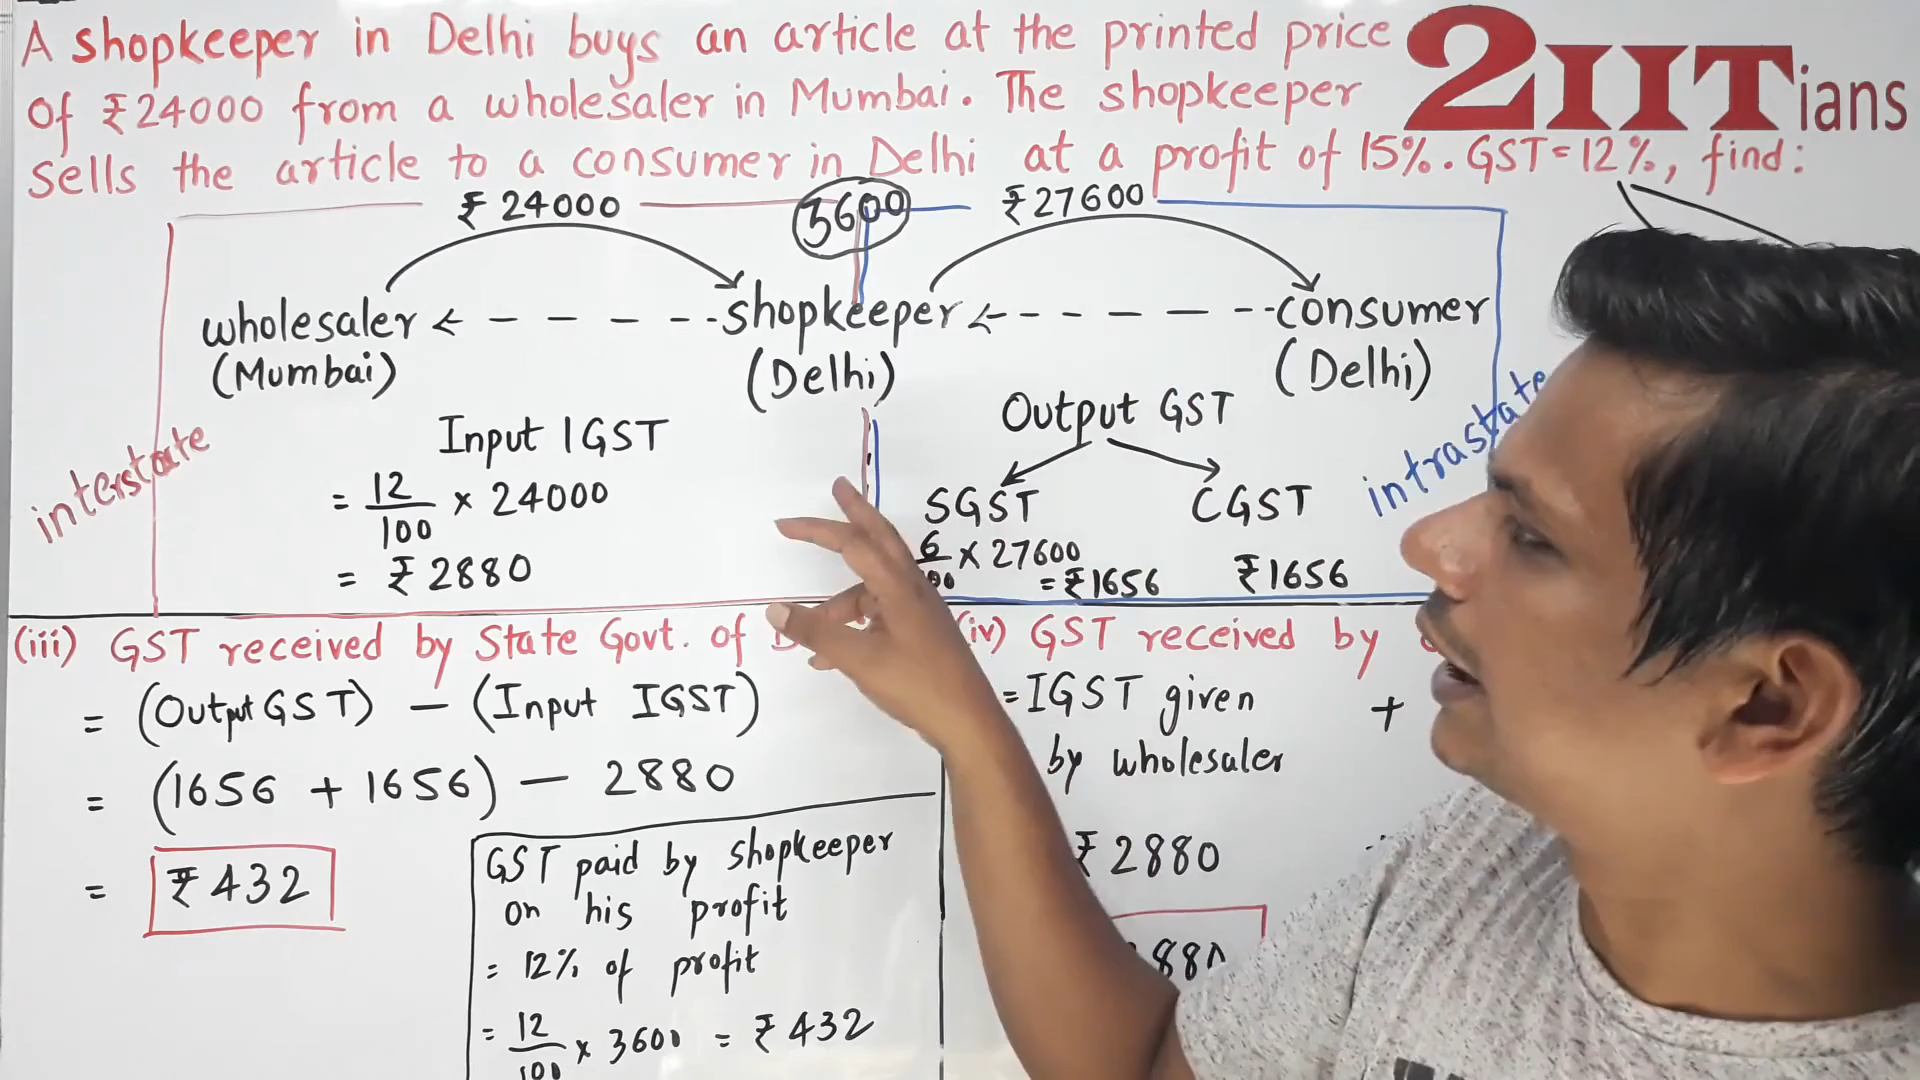 A shopkeeper in Delhi buys an article at the printed price
of ₹24000 from a wholesaler in Mumbai. The shopkeeper
sells the article to a consumer in Delhi at a profit of 15%. GST=12%, find:
2IITians
₹24000
3600
₹27600
wholesaler
shopkeeper
consumer
(Mumbai)
(Delhi)
(Delhi)
interstate
intrastate
Input IGST
= 12/100 × 24000
= ₹2880
Output GST
SGST
CGST
6/100 × 27600
= ₹1656
₹1656
(iii) GST received by State Govt. of
= (Output GST) − (Input IGST)
= (1656 + 1656) − 2880
= ₹432
GST paid by shopkeeper
on his profit
= 12% of profit
= 12/100 × 3600 = ₹432
(iv) GST received by
= IGST given +
by wholesaler
₹2880